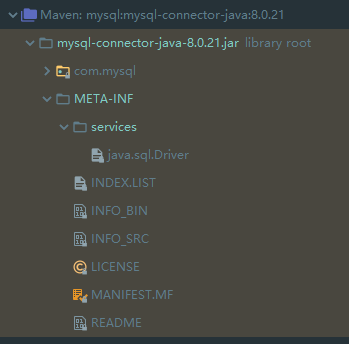 Maven: mysql:mysql-connector-java:8.0.21
mysql-connector-java-8.0.21.jar library root
com.mysql
META-INF
services
java.sql.Driver
INDEX.LIST
INFO_BIN
INFO_SRC
LICENSE
MANIFEST.MF
README